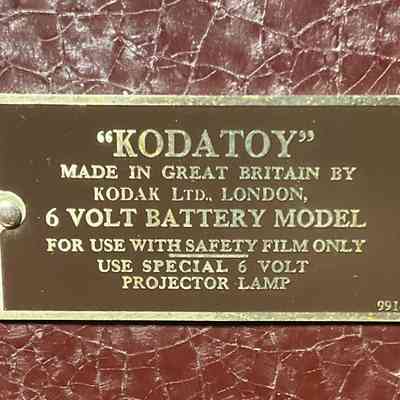 “KODATOY”
MADE IN GREAT BRITAIN BY
KODAK LTD., LONDON,
6 VOLT BATTERY MODEL
FOR USE WITH SAFETY FILM ONLY
USE SPECIAL 6 VOLT
PROJECTOR LAMP